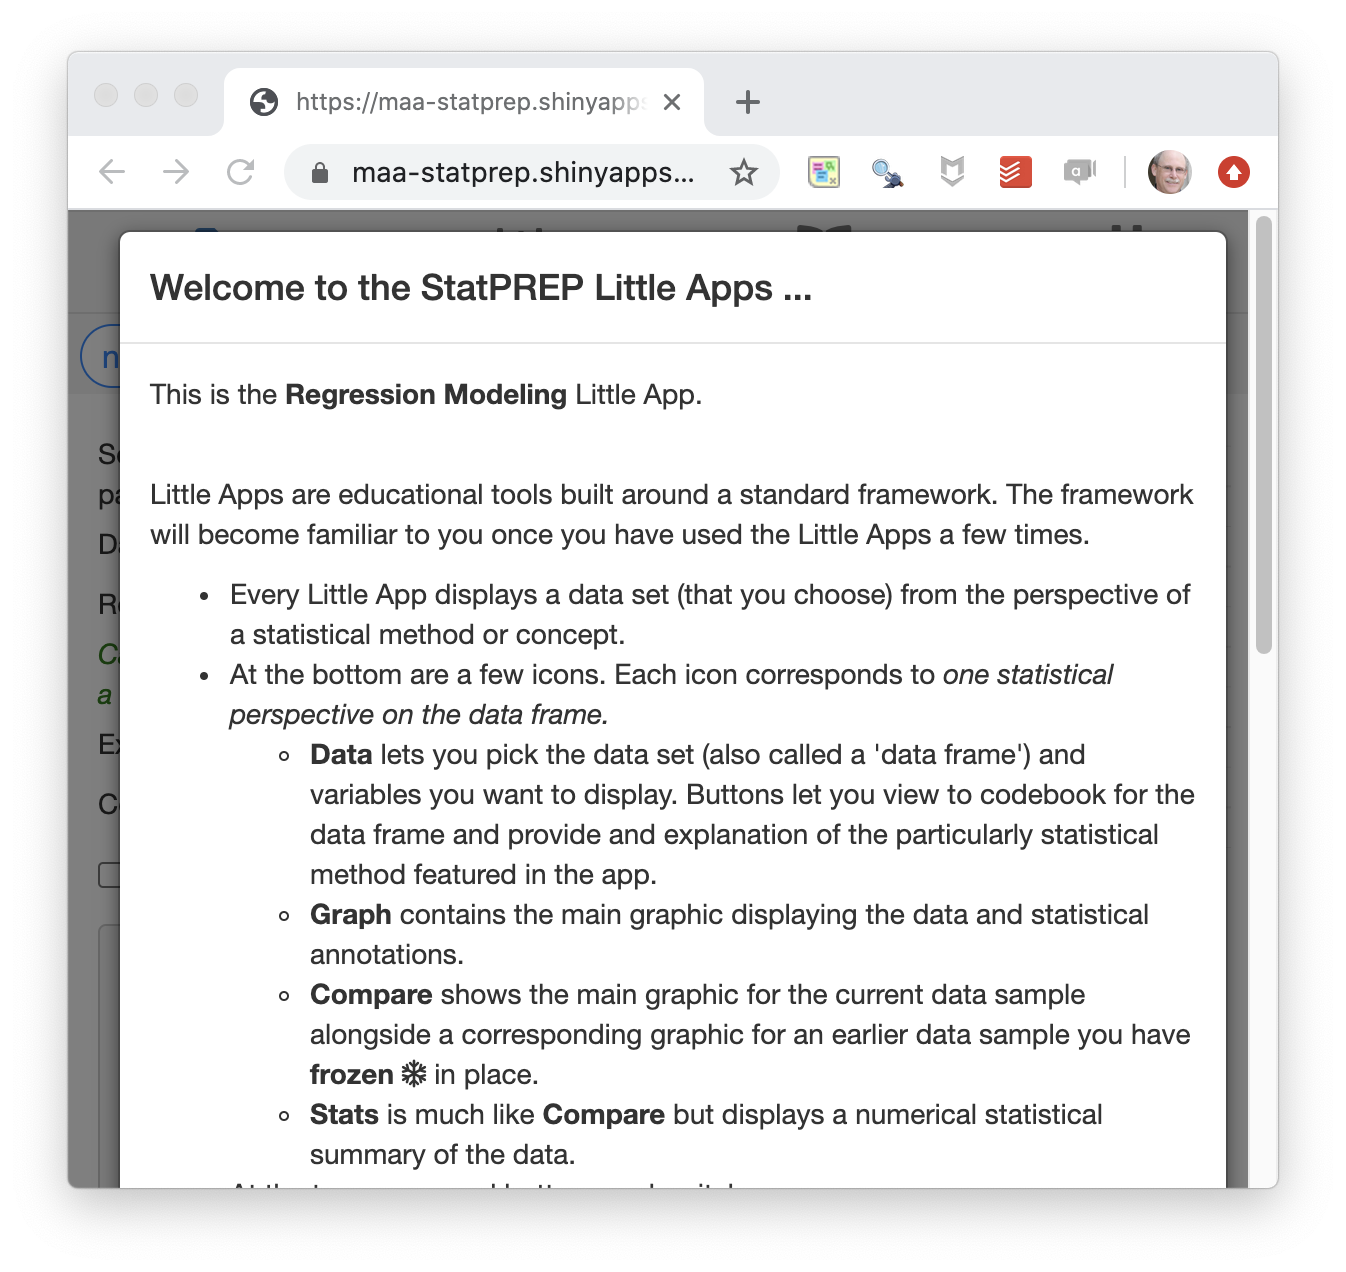 https://maa-statprep.shinyapps
maa-statprep.shinyapps...
Welcome to the StatPREP Little Apps ...
This is the Regression Modeling Little App.
Little Apps are educational tools built around a standard framework. The framework
will become familiar to you once you have used the Little Apps a few times.
• Every Little App displays a data set (that you choose) from the perspective of
a statistical method or concept.
• At the bottom are a few icons. Each icon corresponds to one statistical
perspective on the data frame.
◦ Data lets you pick the data set (also called a 'data frame') and
variables you want to display. Buttons let you view to codebook for the
data frame and provide and explanation of the particularly statistical
method featured in the app.
◦ Graph contains the main graphic displaying the data and statistical
annotations.
◦ Compare shows the main graphic for the current data sample
alongside a corresponding graphic for an earlier data sample you have
frozen ❄ in place.
◦ Stats is much like Compare but displays a numerical statistical
summary of the data.